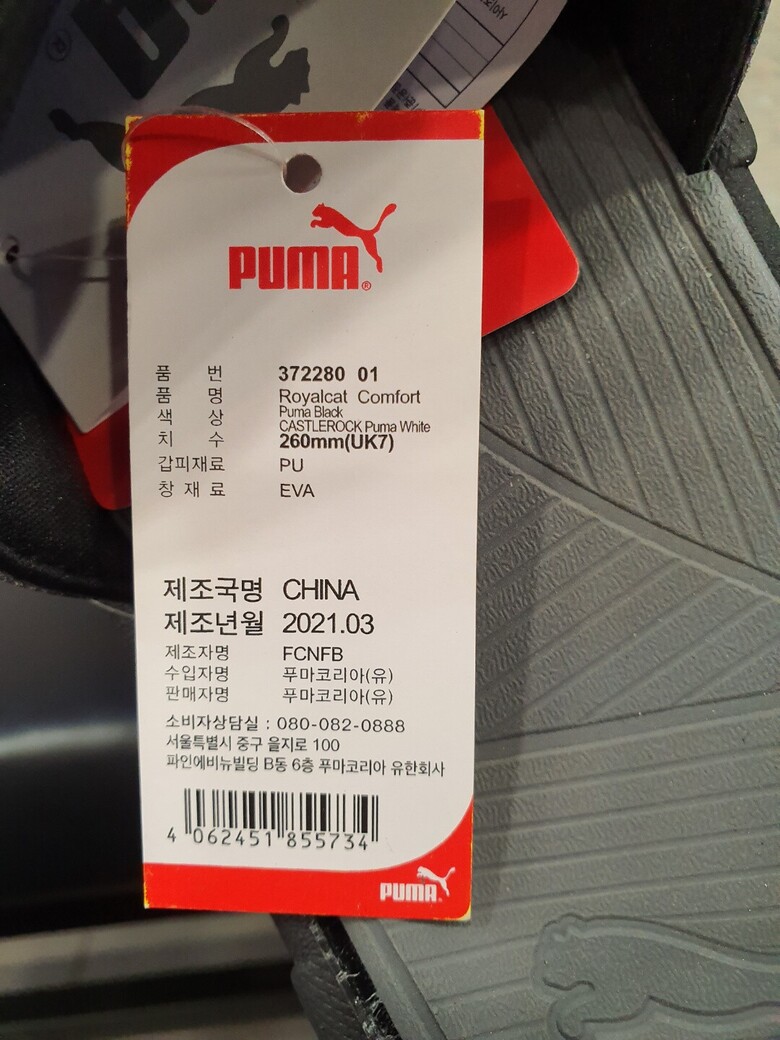 PUMA®
품 번 372280 01
품 명 Royalcat Comfort
색 상 Puma Black
CASTLEROCK Puma White
치 수 260mm(UK7)
갑피재료 PU
창 재 료 EVA
제조국명 CHINA
제조년월 2021.03
제조자명 FCNFB
수입자명 푸마코리아(유)
판매자명 푸마코리아(유)
소비자상담실 : 080-082-0888
서울특별시 중구 을지로 100
파인에비뉴빌딩 B동 6층 푸마코리아 유한회사
4 062451 855734
PUMA